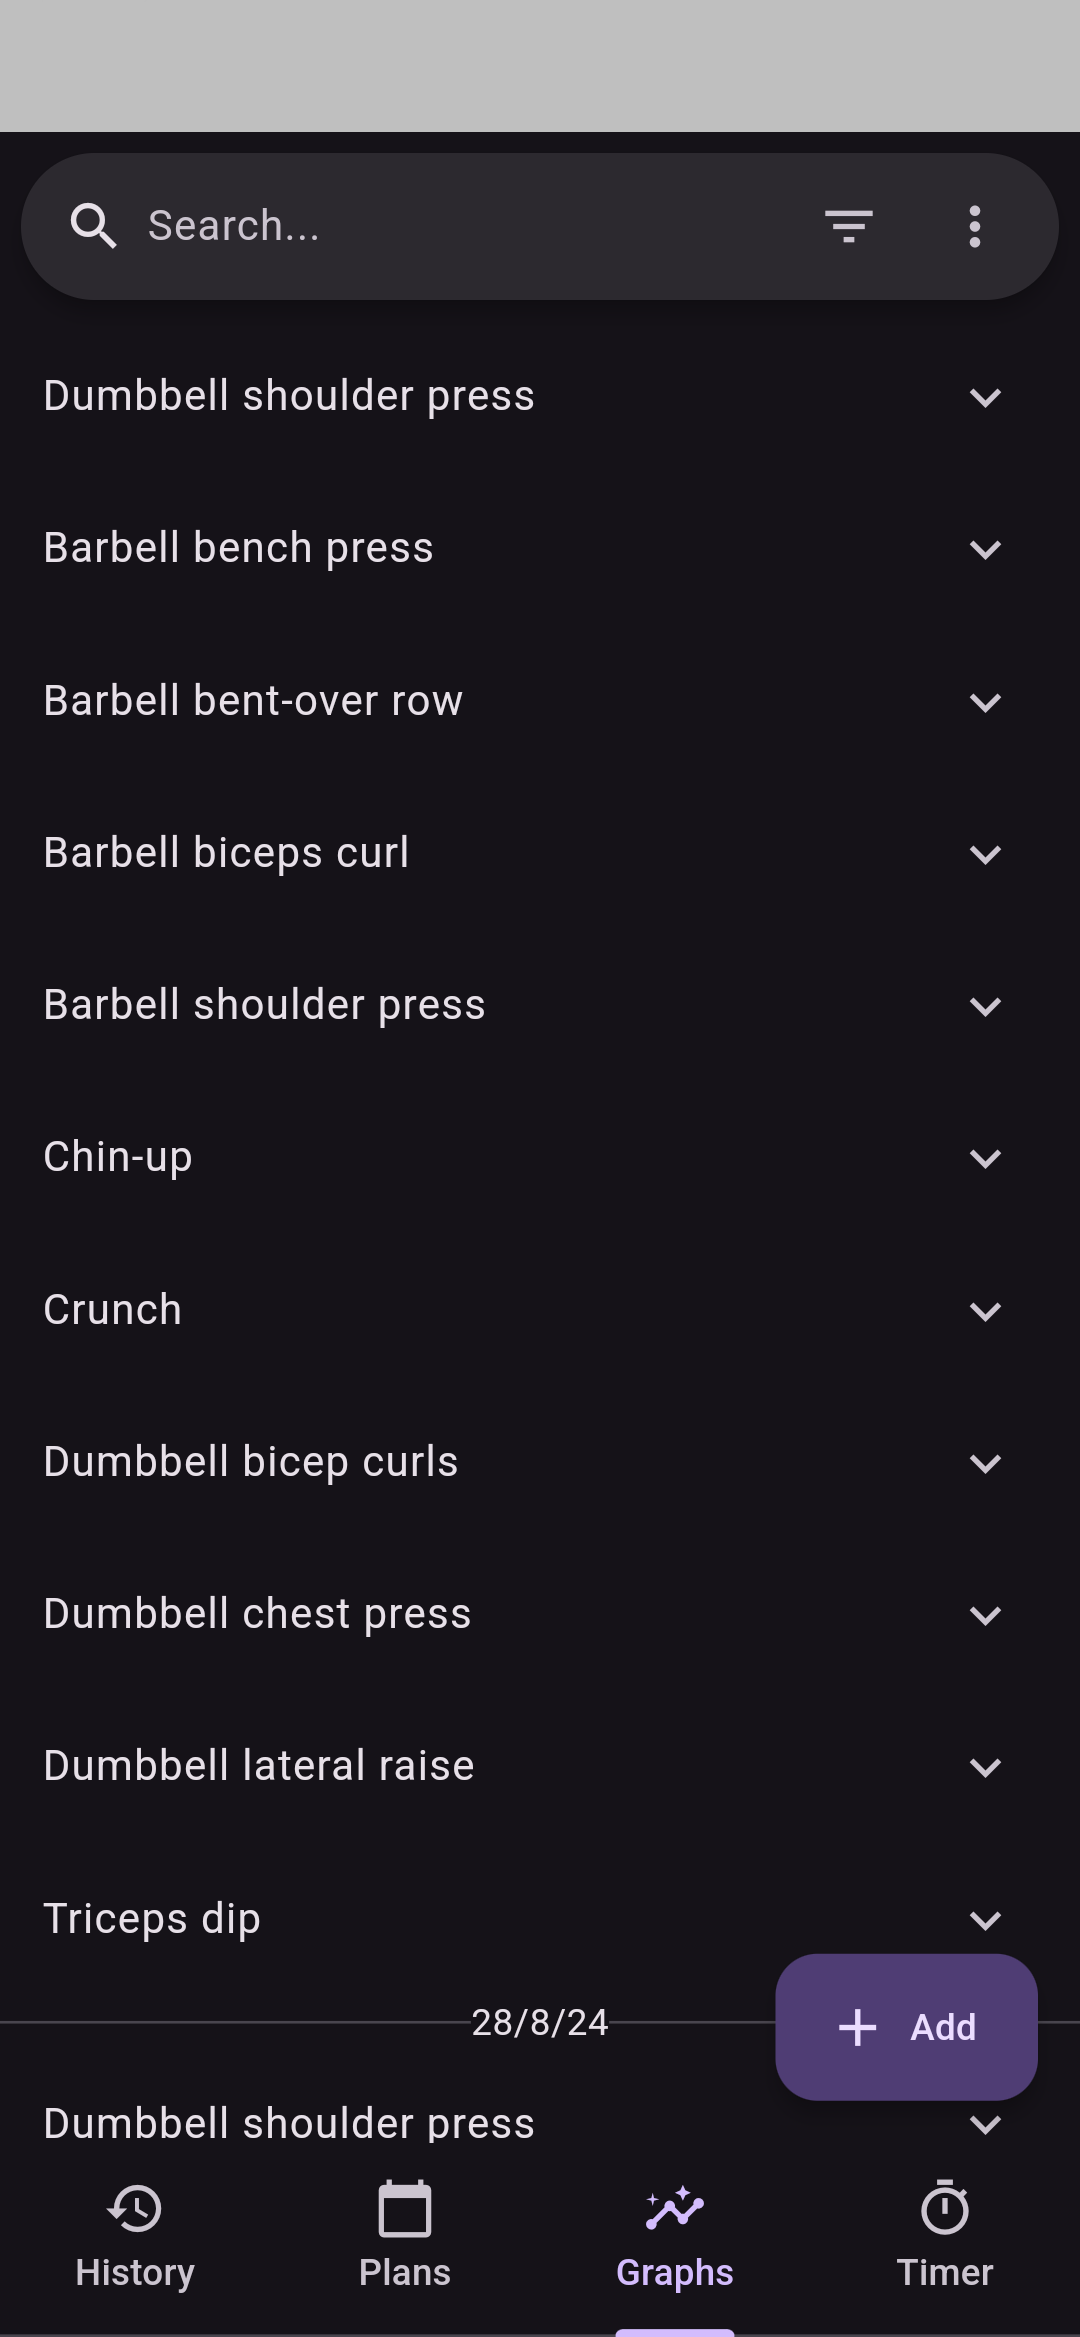 Search...
Dumbbell shoulder press
Barbell bench press
Barbell bent-over row
Barbell biceps curl
Barbell shoulder press
Chin-up
Crunch
Dumbbell bicep curls
Dumbbell chest press
Dumbbell lateral raise
Triceps dip
28/8/24
Add
Dumbbell shoulder press
History
Plans
Graphs
Timer